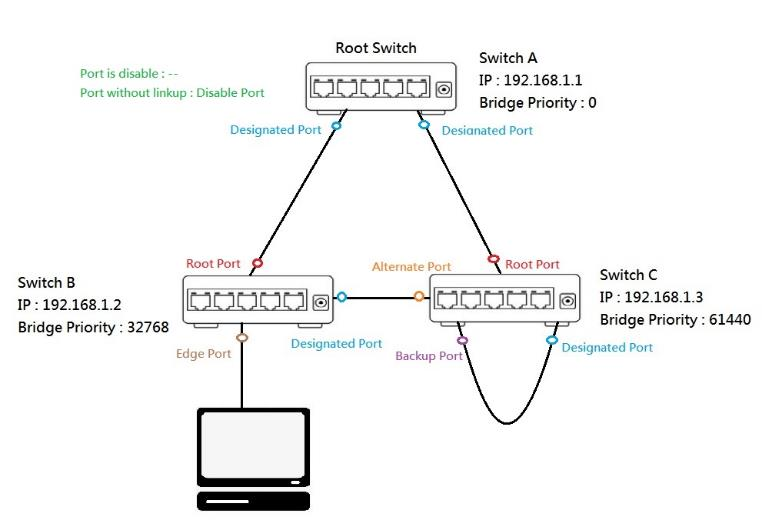 Root Switch
Switch A
IP : 192.168.1.1
Bridge Priority : 0
Port is disable : --
Port without linkup : Disable Port
Designated Port
Designated Port
Root Port
Alternate Port
Root Port
Switch B
IP : 192.168.1.2
Bridge Priority : 32768
Switch C
IP : 192.168.1.3
Bridge Priority : 61440
Edge Port
Designated Port
Backup Port
Designated Port